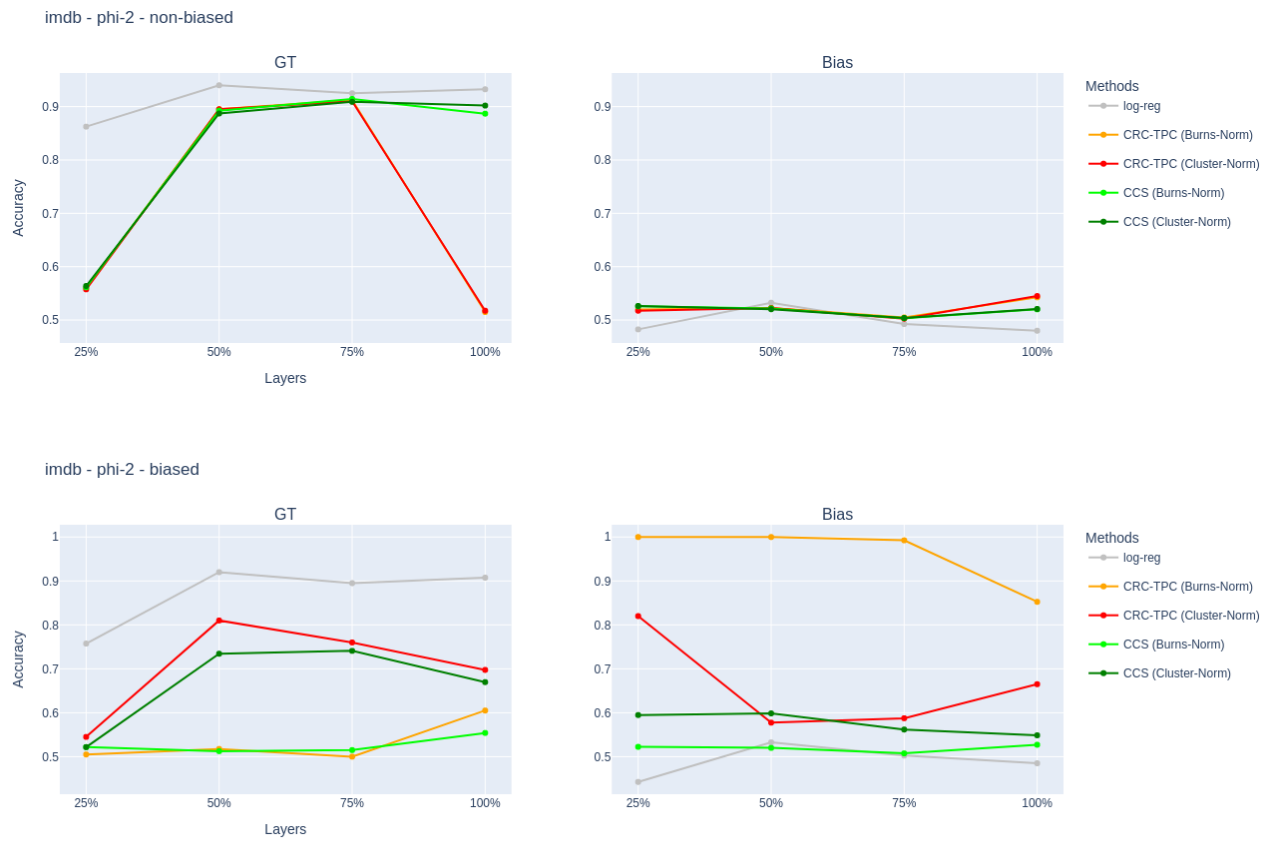 imdb - phi-2 - non-biased
GT
Bias
Methods
log-reg
CRC-TPC (Burns-Norm)
CRC-TPC (Cluster-Norm)
CCS (Burns-Norm)
CCS (Cluster-Norm)
Accuracy
0.9
0.8
0.7
0.6
0.5
25%
50%
75%
100%
Layers
0.9
0.8
0.7
0.6
0.5
25%
50%
75%
100%
imdb - phi-2 - biased
GT
Bias
Methods
log-reg
CRC-TPC (Burns-Norm)
CRC-TPC (Cluster-Norm)
CCS (Burns-Norm)
CCS (Cluster-Norm)
Accuracy
1
0.9
0.8
0.7
0.6
0.5
25%
50%
75%
100%
Layers
1
0.9
0.8
0.7
0.6
0.5
25%
50%
75%
100%